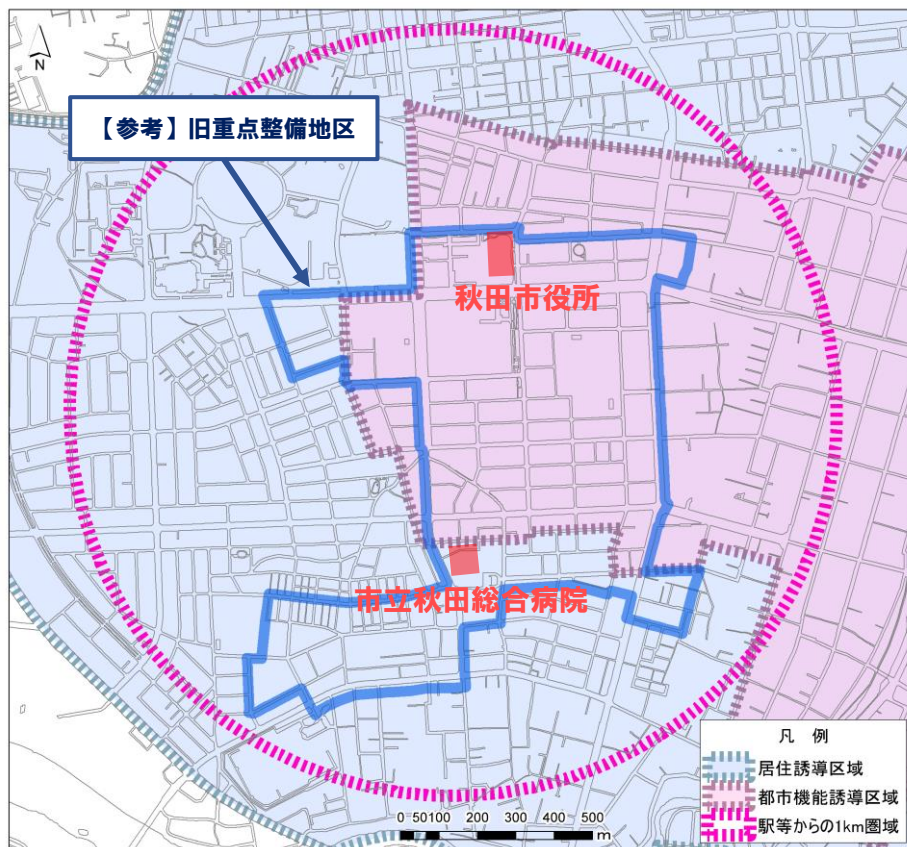 N
【参考】旧重点整備地区
秋田市役所
市立秋田総合病院
凡 例
居住誘導区域
都市機能誘導区域
駅等からの1km圏域
0 50100 200 300 400 500
m